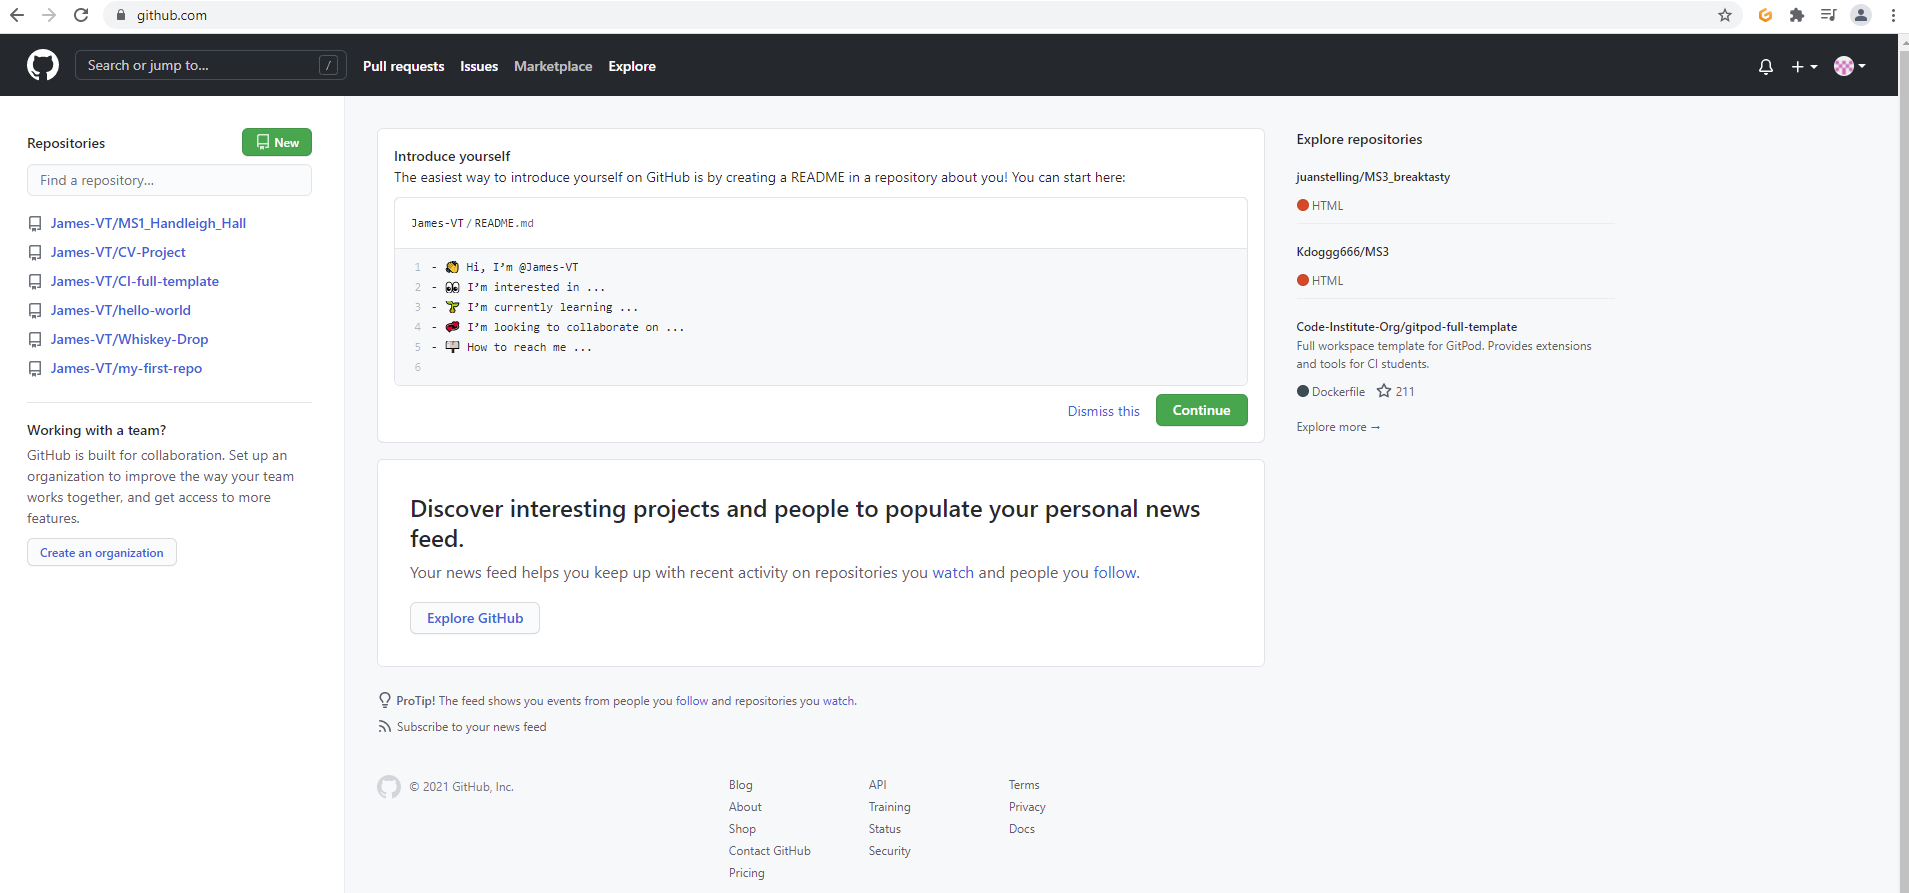 github.com
Search or jump to... /
Pull requests Issues Marketplace Explore
Repositories
New
Find a repository...
James-VT/MS1_Handleigh_Hall
James-VT/CV-Project
James-VT/CI-full-template
James-VT/hello-world
James-VT/Whiskey-Drop
James-VT/my-first-repo
Working with a team?
GitHub is built for collaboration. Set up an
organization to improve the way your team
works together, and get access to more
features.
Create an organization
Introduce yourself
The easiest way to introduce yourself on GitHub is by creating a README in a repository about you! You can start here:
James-VT / README.md
1 - 👋 Hi, I’m @James-VT
2 - 👀 I’m interested in ...
3 - 🌱 I’m currently learning ...
4 - 💞️ I’m looking to collaborate on ...
5 - 📫 How to reach me ...
6
Dismiss this
Continue
Discover interesting projects and people to populate your personal news
feed.
Your news feed helps you keep up with recent activity on repositories you watch and people you follow.
Explore GitHub
ProTip! The feed shows you events from people you follow and repositories you watch.
Subscribe to your news feed
Explore repositories
juanstelling/MS3_breaktasty
HTML
Kdoggg666/MS3
HTML
Code-Institute-Org/gitpod-full-template
Full workspace template for GitPod. Provides extensions
and tools for CI students.
Dockerfile 211
Explore more →
© 2021 GitHub, Inc.
Blog
About
Shop
Contact GitHub
Pricing
API
Training
Status
Security
Terms
Privacy
Docs